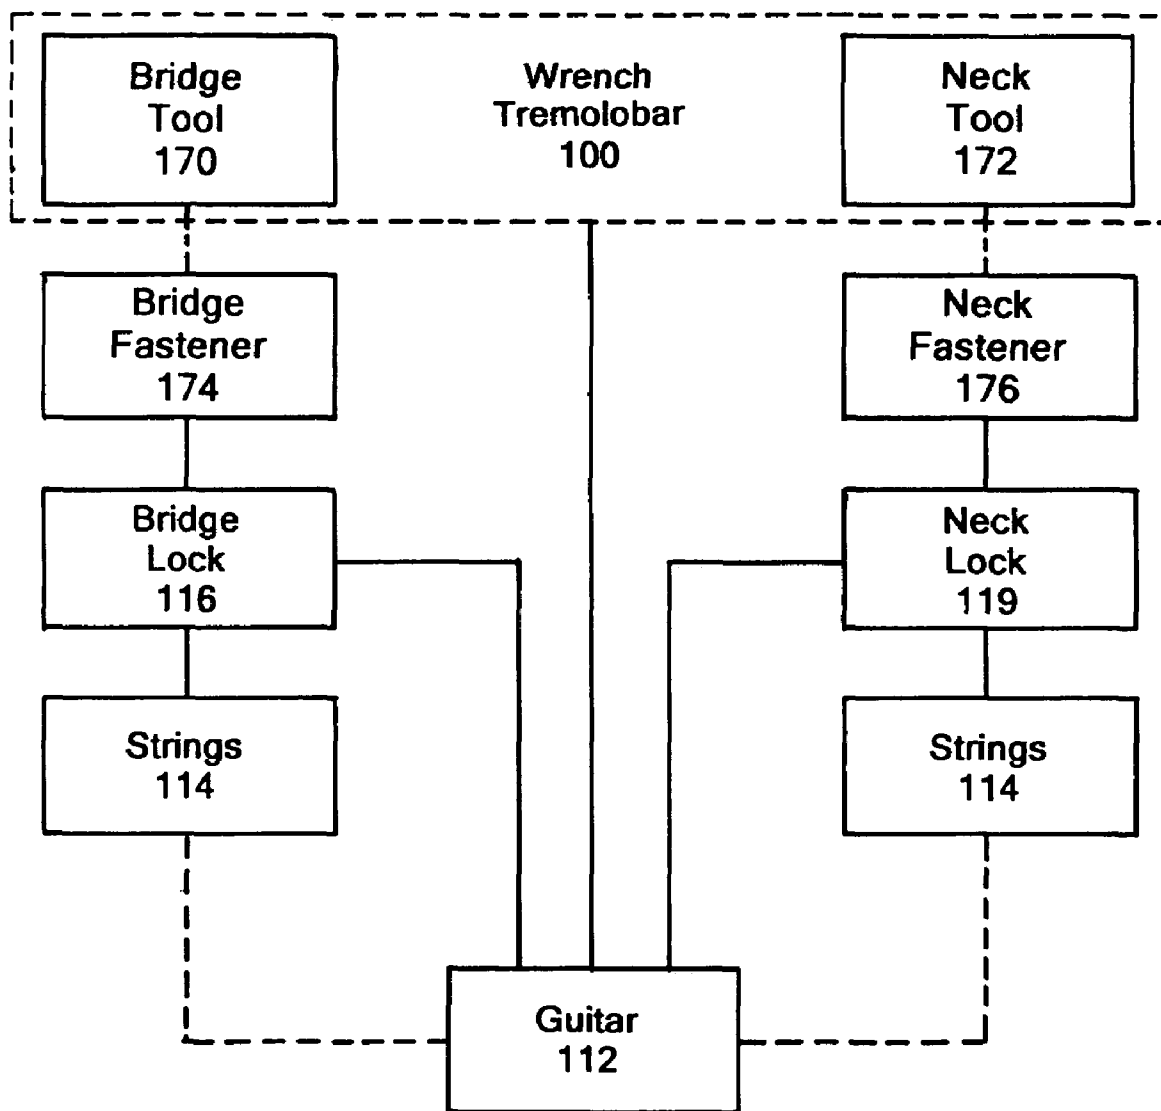 Bridge
Tool
170
Wrench
Tremolobar
100
Neck
Tool
172
Bridge
Fastener
174
Neck
Fastener
176
Bridge
Lock
116
Neck
Lock
119
Strings
114
Strings
114
Guitar
112